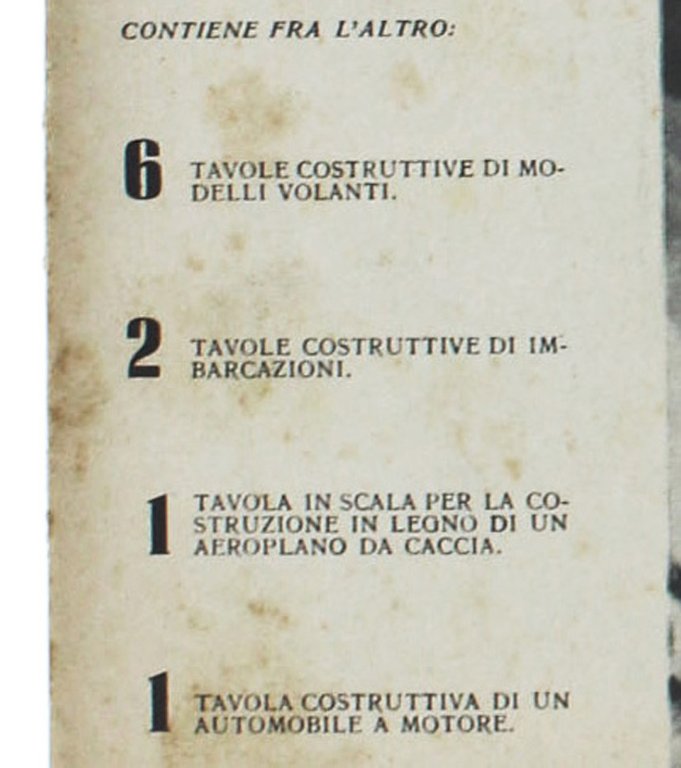 CONTIENE FRA L'ALTRO:
6 TAVOLE COSTRUTTIVE DI MO-
DELLI VOLANTI.
2 TAVOLE COSTRUTTIVE DI IM-
BARCAZIONI.
1 TAVOLA IN SCALA PER LA CO-
STRUZIONE IN LEGNO DI UN
AEROPLANO DA CACCIA.
1 TAVOLA COSTRUTTIVA DI UN
AUTOMOBILE A MOTORE.